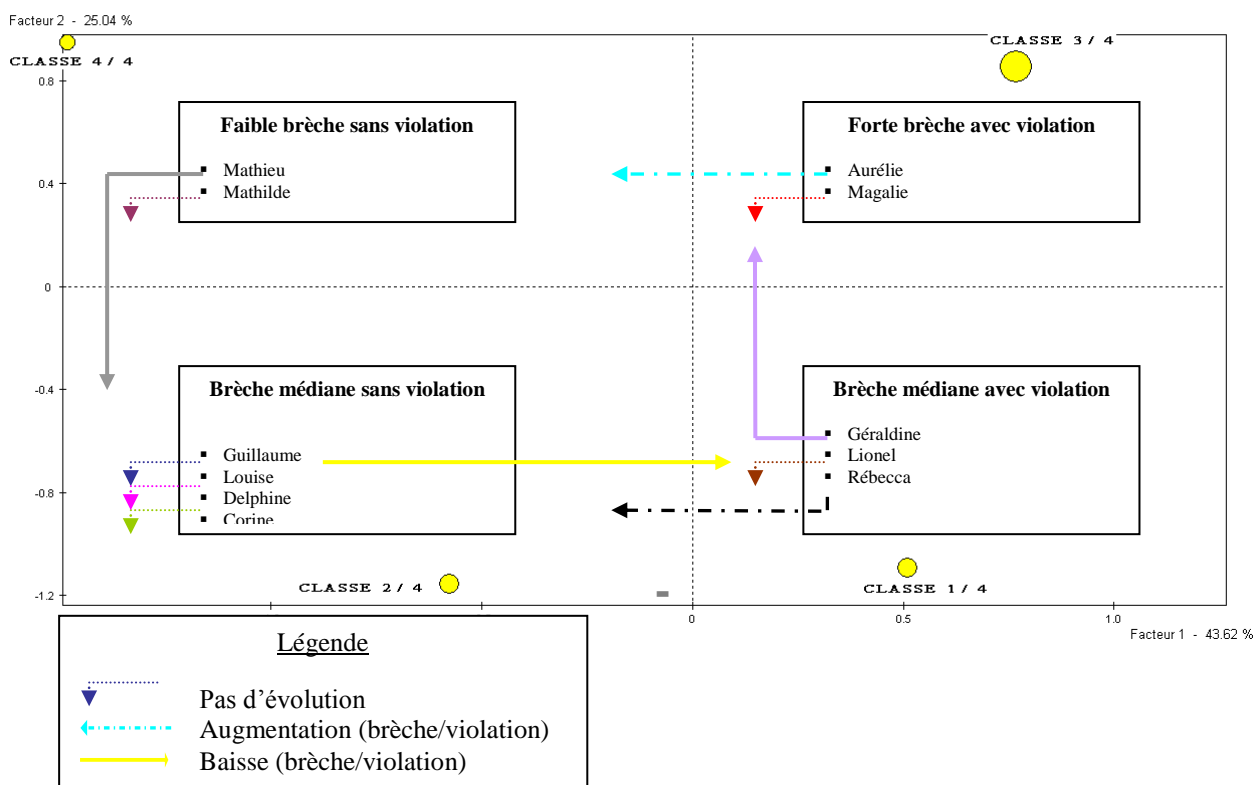 Facteur 2 - 25.04 %
CLASSE 4 / 4
CLASSE 3 / 4
0.8
Faible brèche sans violation
Mathieu
Mathilde
Forte brèche avec violation
Aurélie
Magalie
0.4
0
-0.4
Brèche médiane sans violation
Guillaume
Louise
Delphine
Corine
Brèche médiane avec violation
Géraldine
Lionel
Rébecca
-0.8
CLASSE 2 / 4
CLASSE 1 / 4
-1.2
0
0.5
1.0
Facteur 1 - 43.62 %
Légende
Pas d’évolution
Augmentation (brèche/violation)
Baisse (brèche/violation)